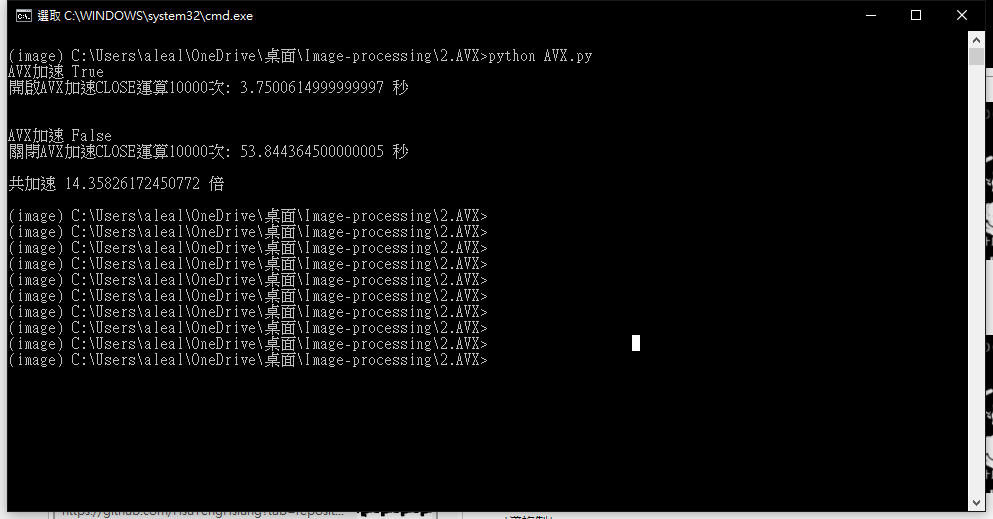 選取 C:\WINDOWS\system32\cmd.exe
(image) C:\Users\aleal\OneDrive\桌面\Image-processing\2.AVX>python AVX.py
AVX加速 True
開啟AVX加速CLOSE運算10000次: 3.7500614999999997 秒
AVX加速 False
關閉AVX加速CLOSE運算10000次: 53.844364500000005 秒
共加速 14.35826172450772 倍
(image) C:\Users\aleal\OneDrive\桌面\Image-processing\2.AVX>
(image) C:\Users\aleal\OneDrive\桌面\Image-processing\2.AVX>
(image) C:\Users\aleal\OneDrive\桌面\Image-processing\2.AVX>
(image) C:\Users\aleal\OneDrive\桌面\Image-processing\2.AVX>
(image) C:\Users\aleal\OneDrive\桌面\Image-processing\2.AVX>
(image) C:\Users\aleal\OneDrive\桌面\Image-processing\2.AVX>
(image) C:\Users\aleal\OneDrive\桌面\Image-processing\2.AVX>
(image) C:\Users\aleal\OneDrive\桌面\Image-processing\2.AVX>
(image) C:\Users\aleal\OneDrive\桌面\Image-processing\2.AVX>
(image) C:\Users\aleal\OneDrive\桌面\Image-processing\2.AVX>